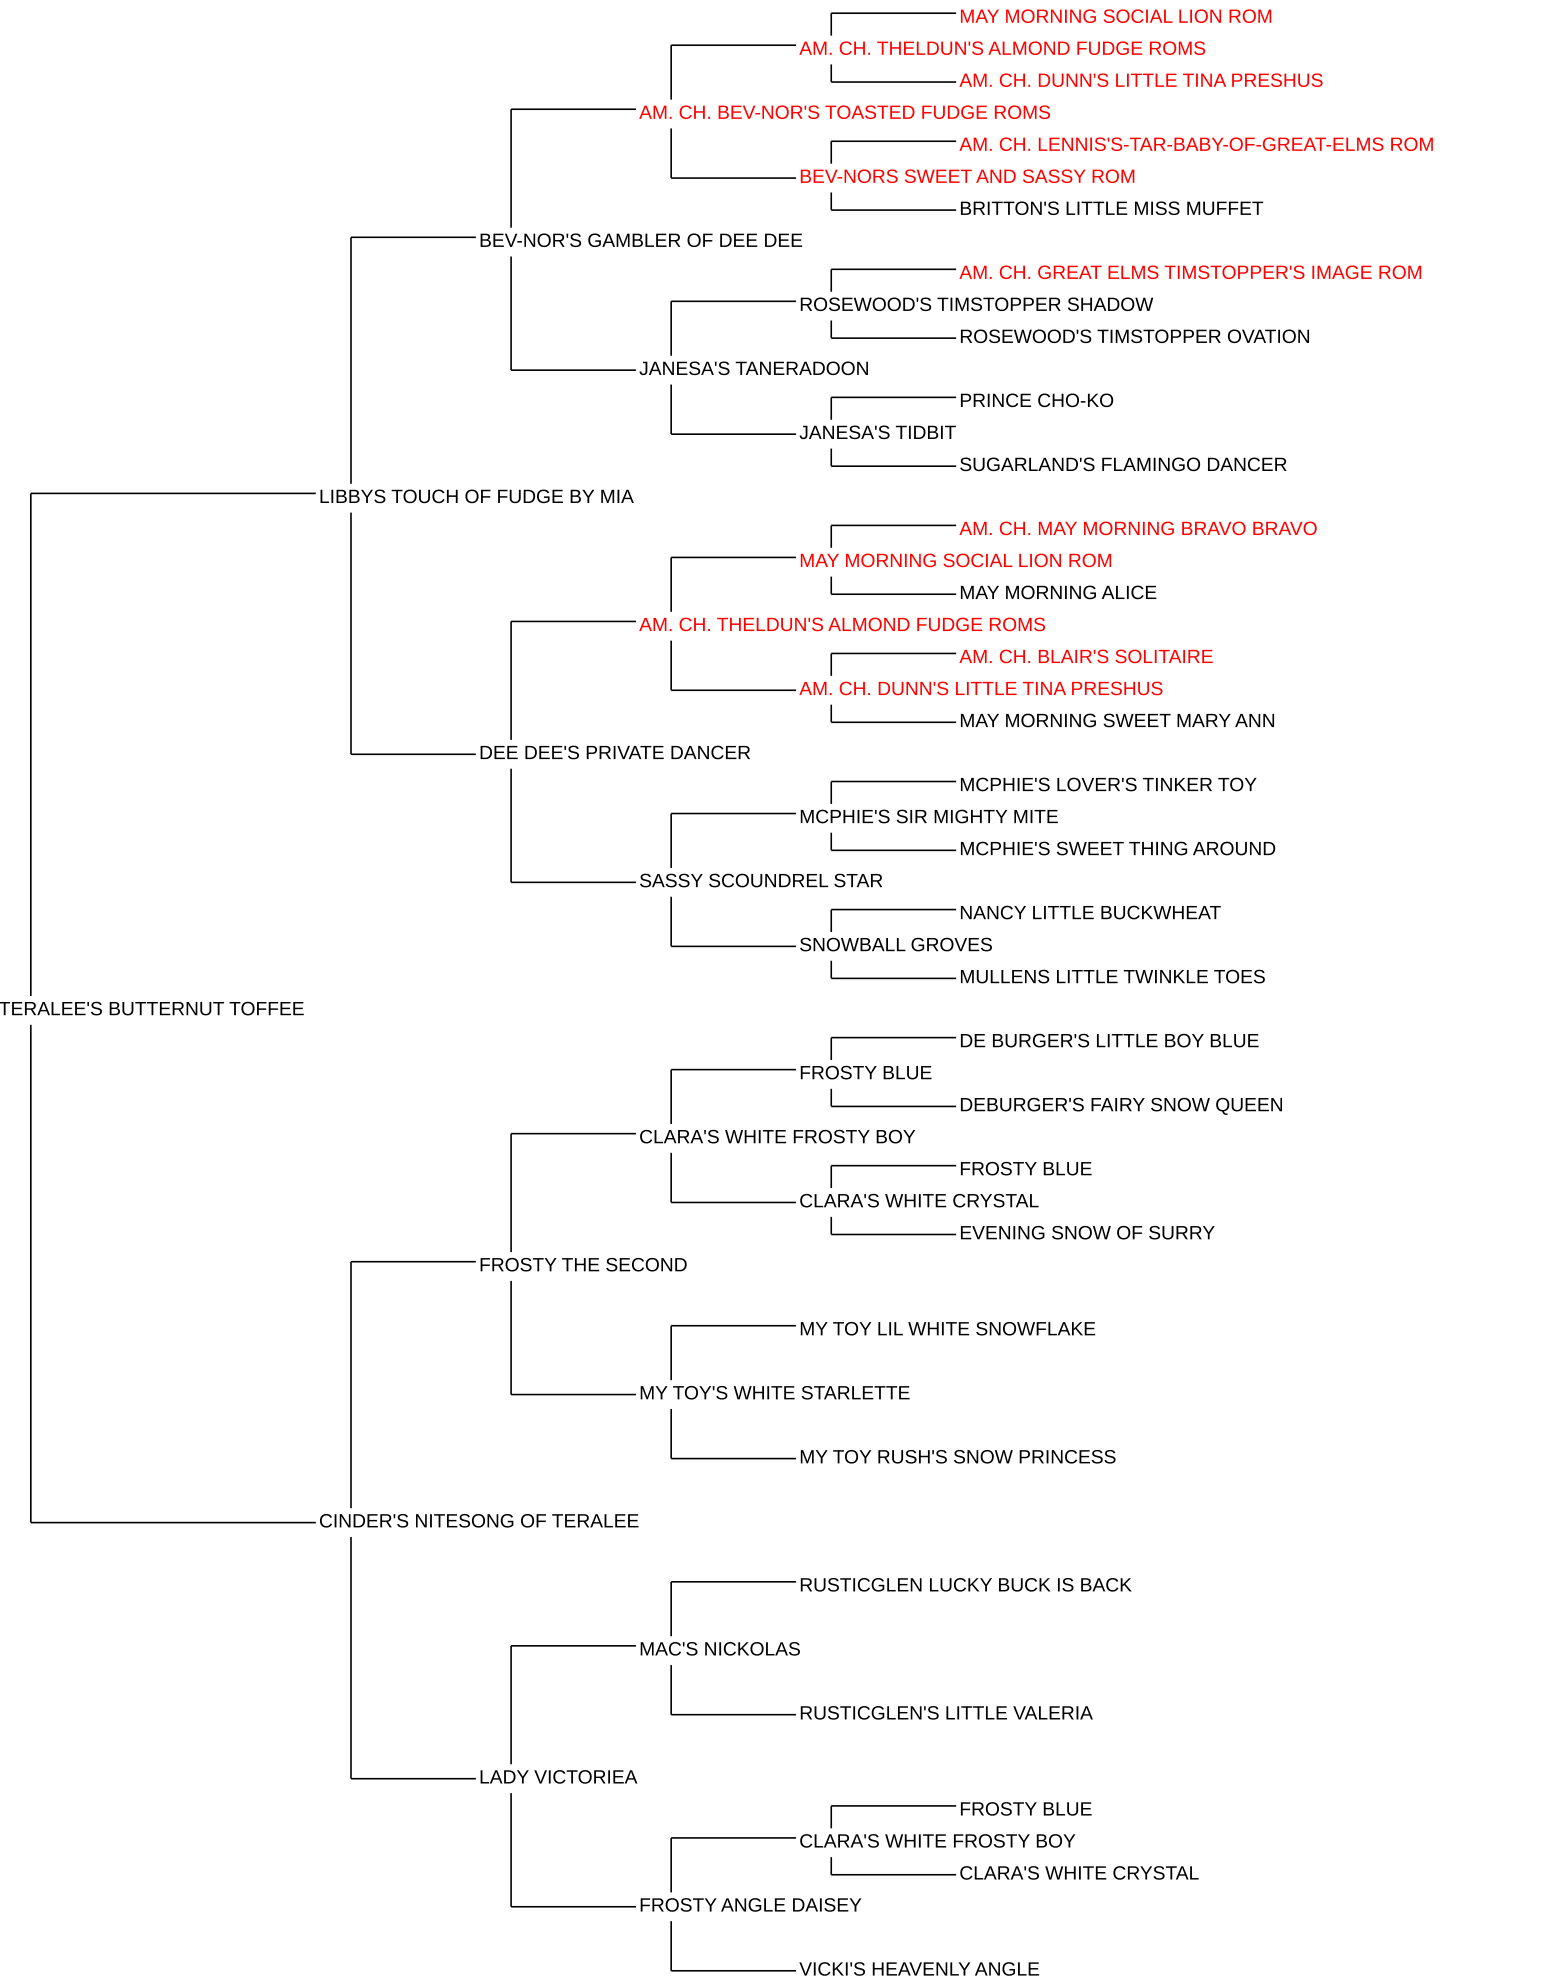 MAY MORNING SOCIAL LION ROM
AM. CH. THELDUN'S ALMOND FUDGE ROMS
AM. CH. DUNN'S LITTLE TINA PRESHUS
AM. CH. BEV-NOR'S TOASTED FUDGE ROMS
AM. CH. LENNIS'S-TAR-BABY-OF-GREAT-ELMS ROM
BEV-NORS SWEET AND SASSY ROM
BRITTON'S LITTLE MISS MUFFET
BEV-NOR'S GAMBLER OF DEE DEE
AM. CH. GREAT ELMS TIMSTOPPER'S IMAGE ROM
ROSEWOOD'S TIMSTOPPER SHADOW
ROSEWOOD'S TIMSTOPPER OVATION
JANESA'S TANERADOON
PRINCE CHO-KO
JANESA'S TIDBIT
SUGARLAND'S FLAMINGO DANCER
LIBBYS TOUCH OF FUDGE BY MIA
AM. CH. MAY MORNING BRAVO BRAVO
MAY MORNING SOCIAL LION ROM
MAY MORNING ALICE
AM. CH. THELDUN'S ALMOND FUDGE ROMS
AM. CH. BLAIR'S SOLITAIRE
AM. CH. DUNN'S LITTLE TINA PRESHUS
MAY MORNING SWEET MARY ANN
DEE DEE'S PRIVATE DANCER
MCPHIE'S LOVER'S TINKER TOY
MCPHIE'S SIR MIGHTY MITE
MCPHIE'S SWEET THING AROUND
SASSY SCOUNDREL STAR
NANCY LITTLE BUCKWHEAT
SNOWBALL GROVES
MULLENS LITTLE TWINKLE TOES
TERALEE'S BUTTERNUT TOFFEE
DE BURGER'S LITTLE BOY BLUE
FROSTY BLUE
DEBURGER'S FAIRY SNOW QUEEN
CLARA'S WHITE FROSTY BOY
FROSTY BLUE
CLARA'S WHITE CRYSTAL
EVENING SNOW OF SURRY
FROSTY THE SECOND
MY TOY LIL WHITE SNOWFLAKE
MY TOY'S WHITE STARLETTE
MY TOY RUSH'S SNOW PRINCESS
CINDER'S NITESONG OF TERALEE
RUSTICGLEN LUCKY BUCK IS BACK
MAC'S NICKOLAS
RUSTICGLEN'S LITTLE VALERIA
LADY VICTORIEA
FROSTY BLUE
CLARA'S WHITE FROSTY BOY
CLARA'S WHITE CRYSTAL
FROSTY ANGLE DAISEY
VICKI'S HEAVENLY ANGLE